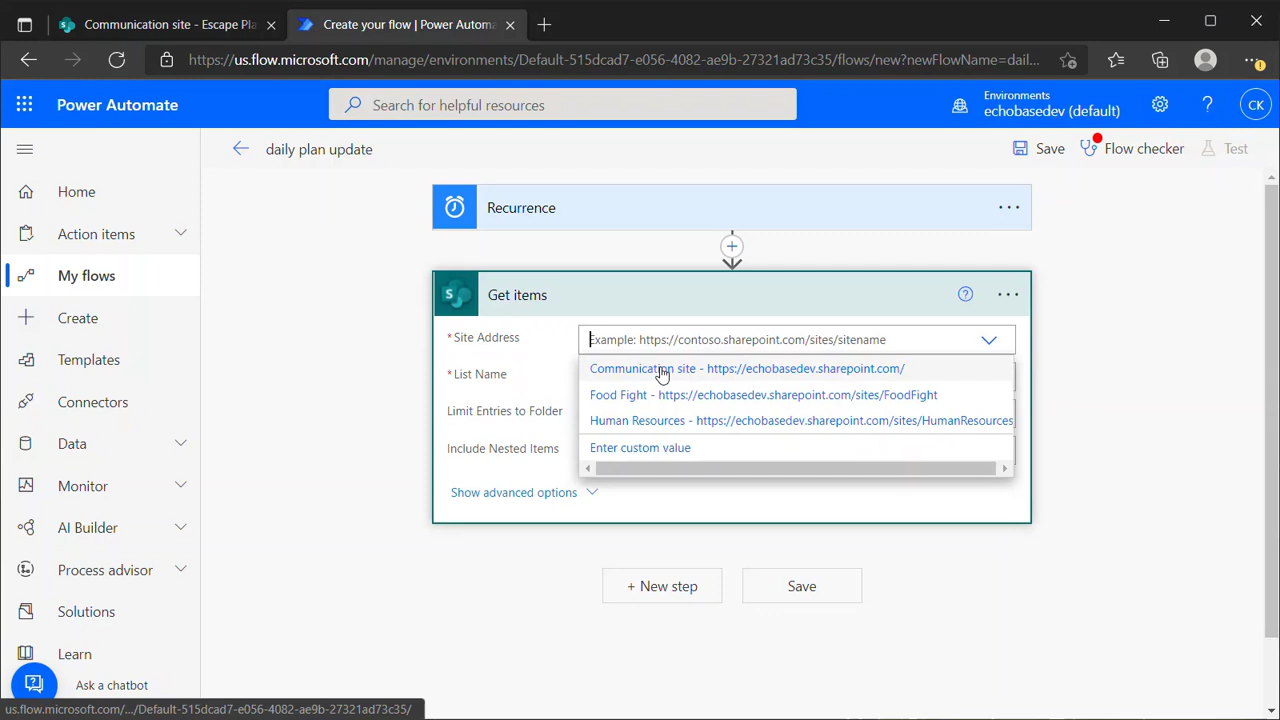 Communication site - Escape Pla
Create your flow | Power Automa
https://us.flow.microsoft.com/manage/environments/Default-515dcad7-e056-4082-ae9b-27321ad73c35/flows/new?newFlowName=dail...
Power Automate
Search for helpful resources
Environments
echobasedev (default)
CK
daily plan update
Save
Flow checker
Test
Home
Action items
My flows
Create
Templates
Connectors
Data
Monitor
AI Builder
Process advisor
Solutions
Learn
Ask a chatbot
Recurrence
S
Get items
* Site Address
Example: https://contoso.sharepoint.com/sites/sitename
* List Name
Limit Entries to Folder
Include Nested Items
Communication site - https://echobasedev.sharepoint.com/
Food Fight - https://echobasedev.sharepoint.com/sites/FoodFight
Human Resources - https://echobasedev.sharepoint.com/sites/HumanResources
Enter custom value
Show advanced options
+ New step
Save
us.flow.microsoft.com/.../Default-515dcad7-e056-4082-ae9b-27321ad73c35/